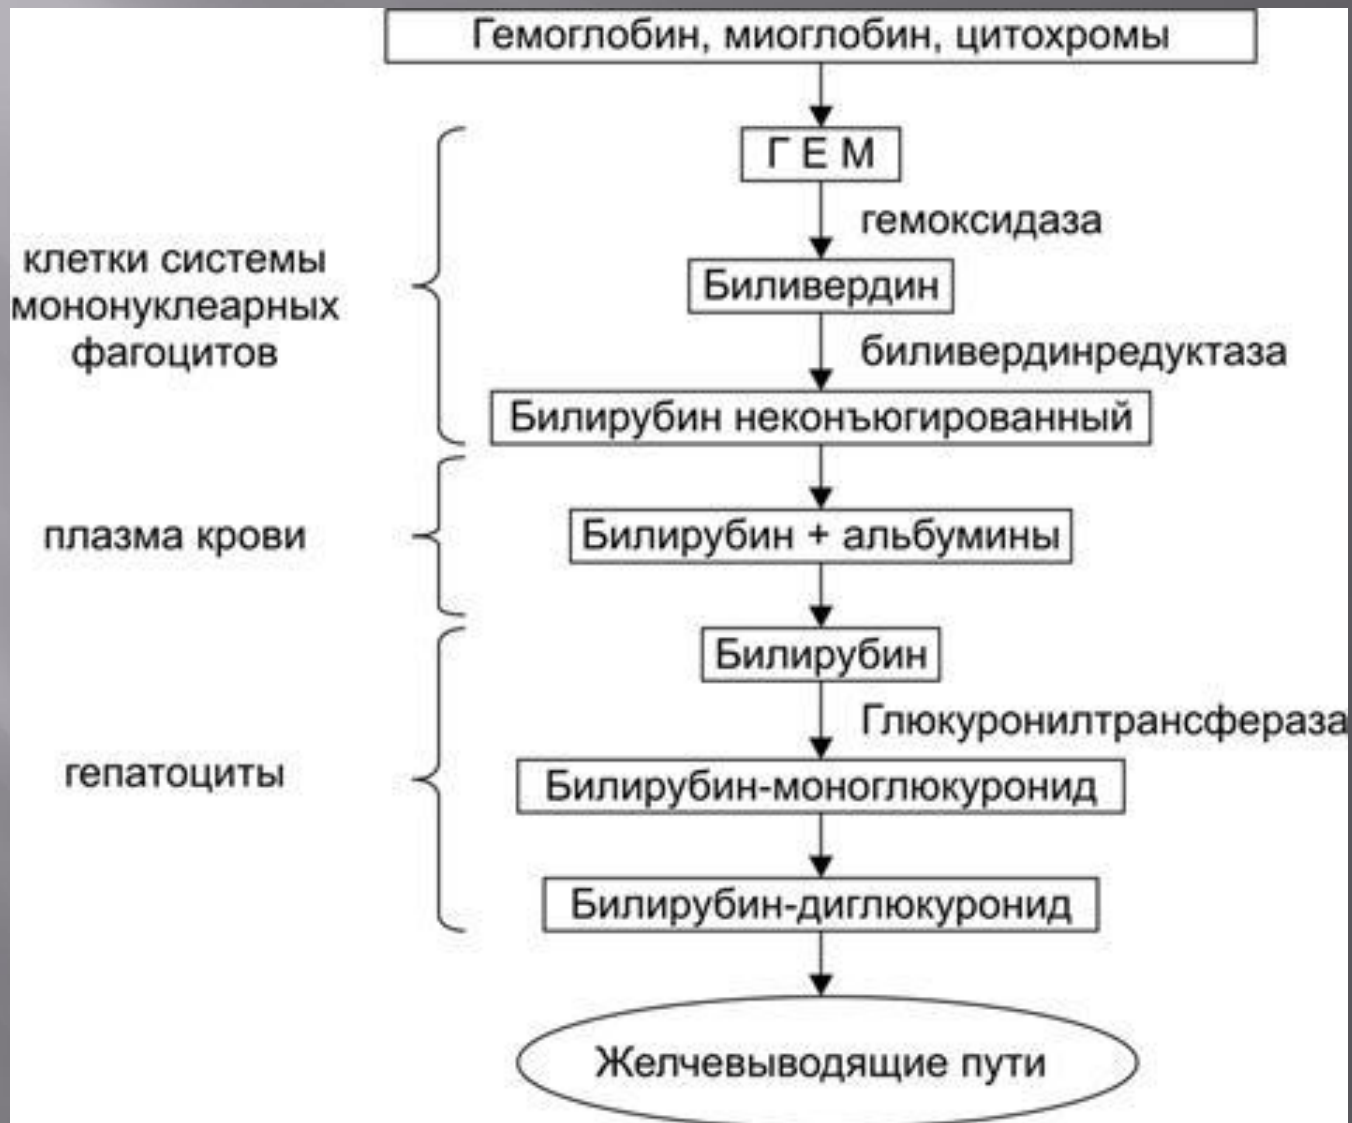 Гемоглобин, миоглобин, цитохромы
Г Е М
гемоксидаза
клетки системы
мононуклеарных
фагоцитов
Биливердин
биливердинредуктаза
Билирубин неконъюгированный
плазма крови
Билирубин + альбумины
Билирубин
Глюкуронилтрансфераза
гепатоциты
Билирубин-моноглюкуронид
Билирубин-диглюкуронид
Желчевыводящие пути